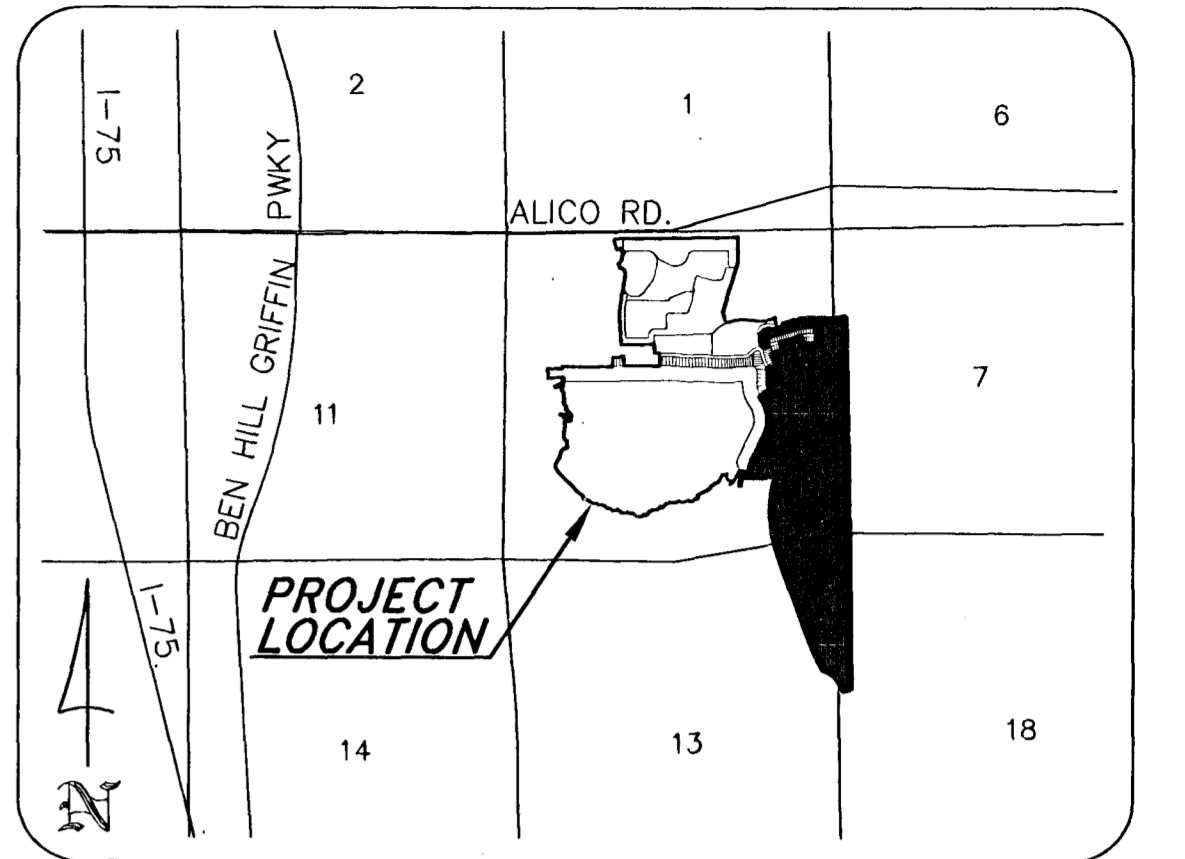 2
1
6
I-75
PWKY
ALICO RD.
BEN HILL GRIFFIN
11
7
PROJECT
LOCATION
I-75
14
13
18
N